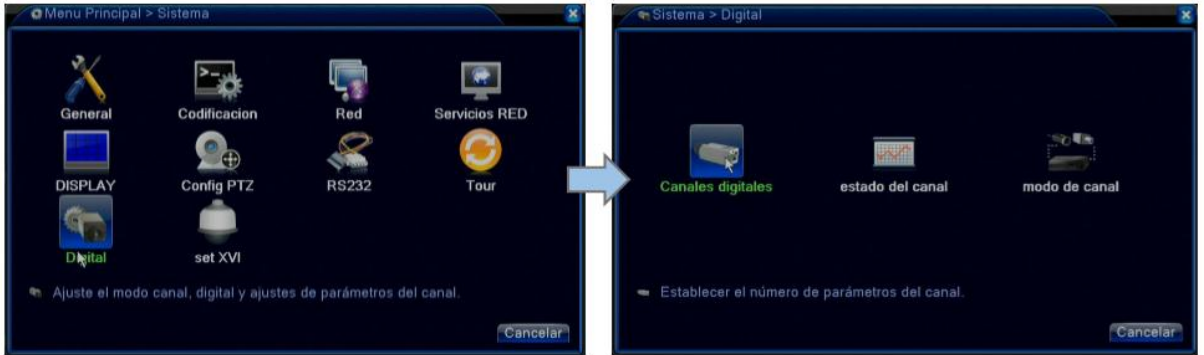 Menu Principal > Sistema
General Codificacion Red Servicios RED
DISPLAY Config PTZ RS232 Tour
Digital set XVI
Ajuste el modo canal, digital y ajustes de parámetros del canal.
Cancelar
Sistema > Digital
Canales digitales estado del canal modo de canal
Establecer el número de parámetros del canal.
Cancelar